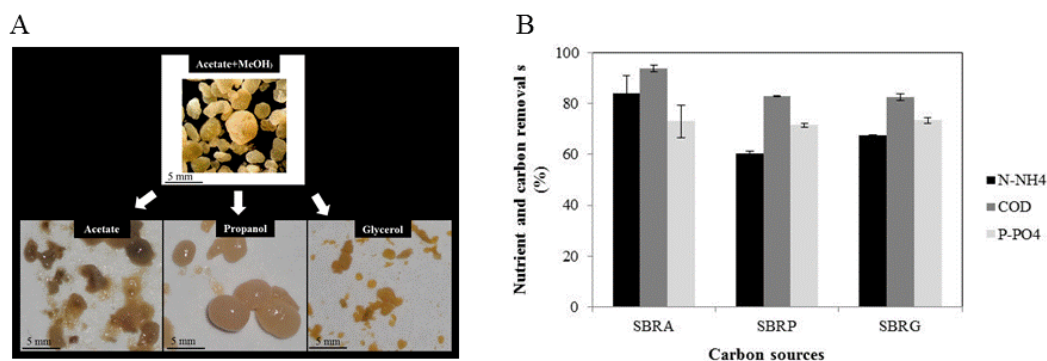 A
Acetate+MeOH)
5 mm
Acetate
Propanol
Glycerol
5 mm
5 mm
5 mm
B
Nutrient and carbon removal s
(%)
100
80
60
40
20
0
SBRA
SBRP
SBRG
Carbon sources
N-NH4
COD
P-PO4